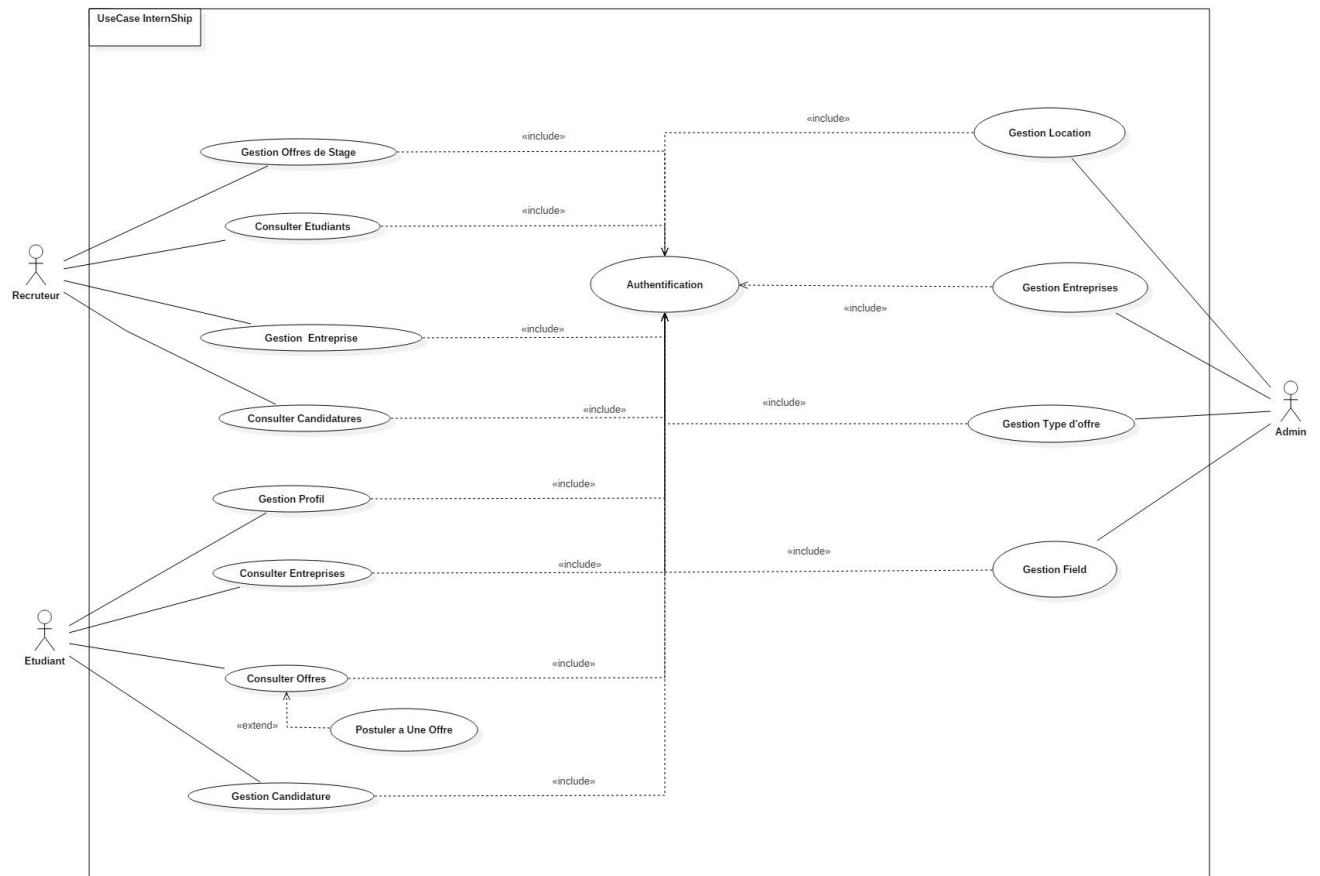 UseCase InternShip
«include»
Gestion Location
«include»
Gestion Offres de Stage
«include»
Consulter Etudiants
Recruteur
Authentification
Gestion Entreprises
«include»
«include»
Gestion  Entreprise
«include»
«include»
Consulter Candidatures
Gestion Type d'offre
Admin
«include»
Gestion Profil
«include»
«include»
Consulter Entreprises
Gestion Field
Etudiant
«include»
Consulter Offres
«extend»
Postuler a Une Offre
«include»
Gestion Candidature